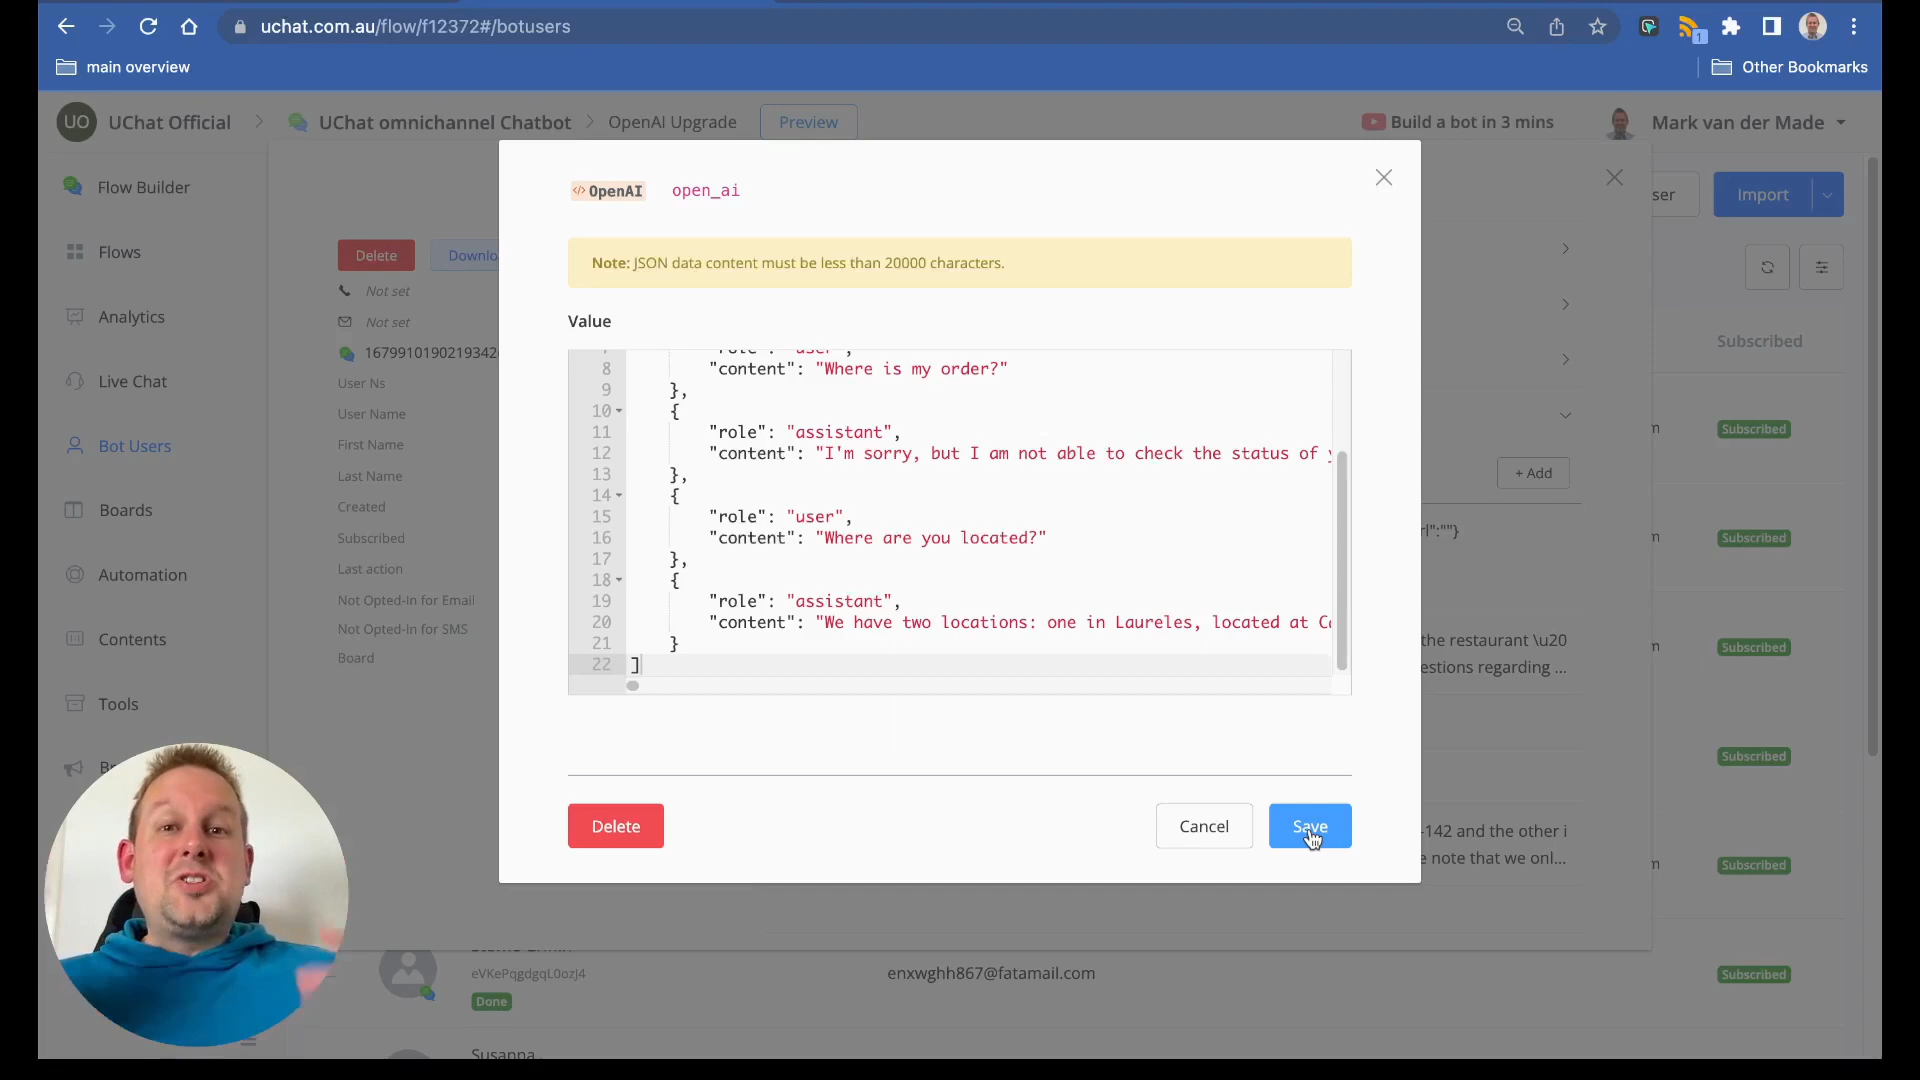 uchat.com.au/flow/f12372#/botusers
1
main overview
Other Bookmarks
UO UChat Official
UChat omnichannel Chatbot
OpenAI Upgrade
Preview
Build a bot in 3 mins
Mark van der Made
Flow Builder
Flows
Analytics
Live Chat
Bot Users
Boards
Automation
Contents
Tools
Delete
Not set
Not set
User Ns
User Name
First Name
Last Name
Created
Subscribed
Last action
Not Opted-In for Email
Not Opted-In for SMS
Board
</> OpenAI open_ai
Note: JSON data content must be less than 20000 characters.
Value
8 "content": "Where is my order?"
9 },
10 {
11 "role": "assistant",
12 "content": "I'm sorry, but I am not able to check the status of
13 },
14 {
15 "role": "user",
16 "content": "Where are you located?"
17 },
18 {
19 "role": "assistant",
20 "content": "We have two locations: one in Laureles, located at
21 }
22 ]
Delete
Cancel
Save
Import
Subscribed
+ Add
Subscribed
Subscribed
Subscribed
Subscribed
Subscribed
Subscribed
the restaurant \u20
regarding ...
-142 and the other i
note that we onl...
eVKePqgdgqL0ozJ4
Done
enxwghh867@fatamail.com
Susanna